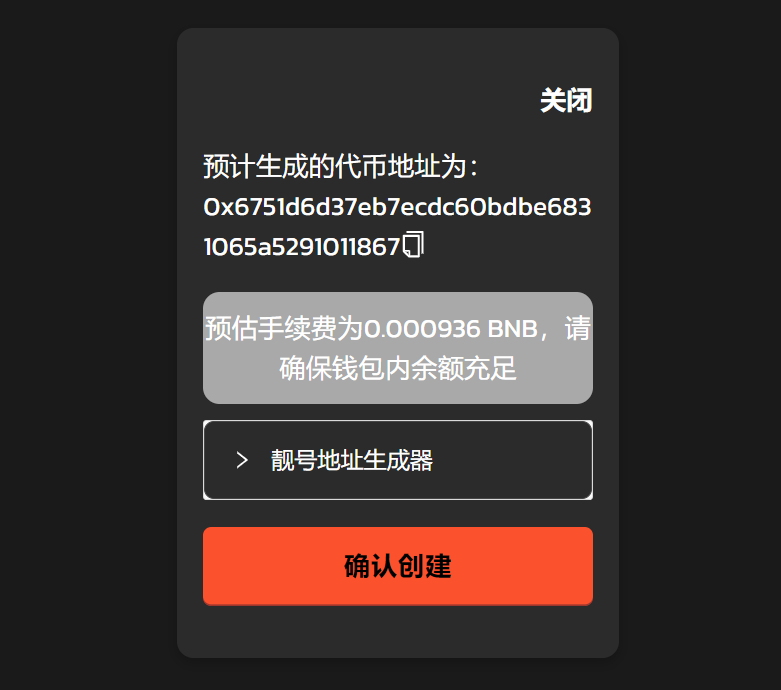 关闭
预计生成的代币地址为：
0x6751d6d37eb7ecdc60bdbe683
1065a5291011867
预估手续费为0.000936 BNB，请
确保钱包内余额充足
靓号地址生成器
确认创建